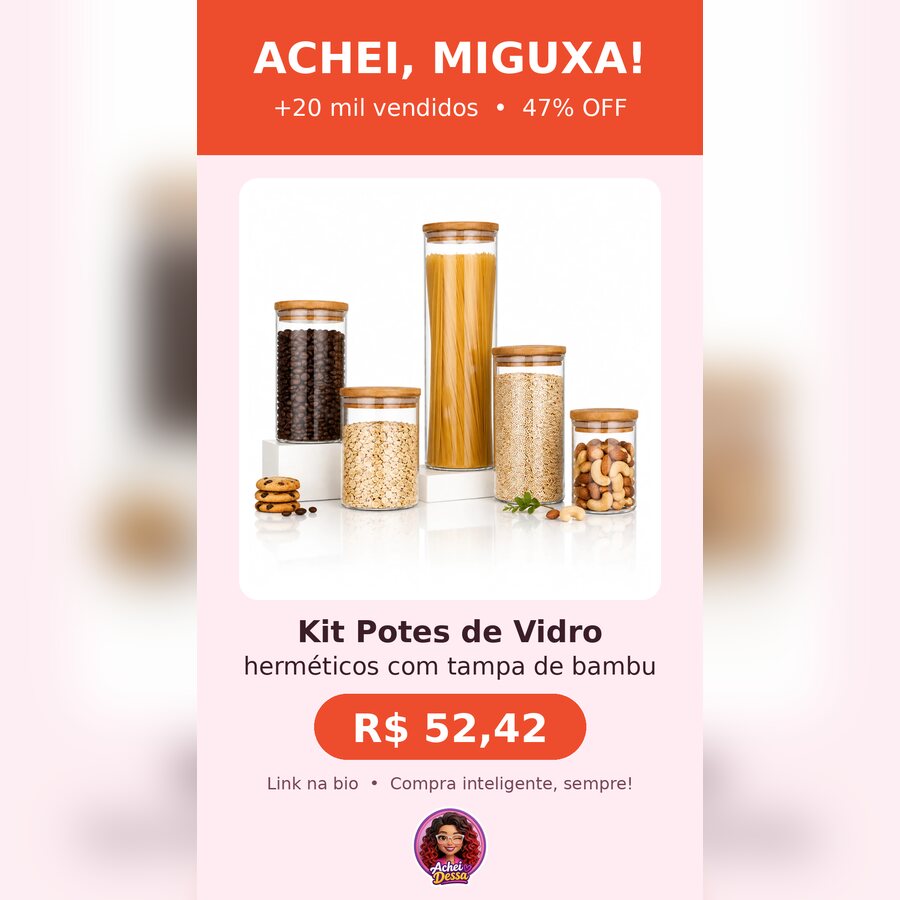 ACHEI, MIGUXA!
+20 mil vendidos • 47% OFF
Kit Potes de Vidro
herméticos com tampa de bambu
R$ 52,42
Link na bio • Compra inteligente, sempre!
Achei
Dessa